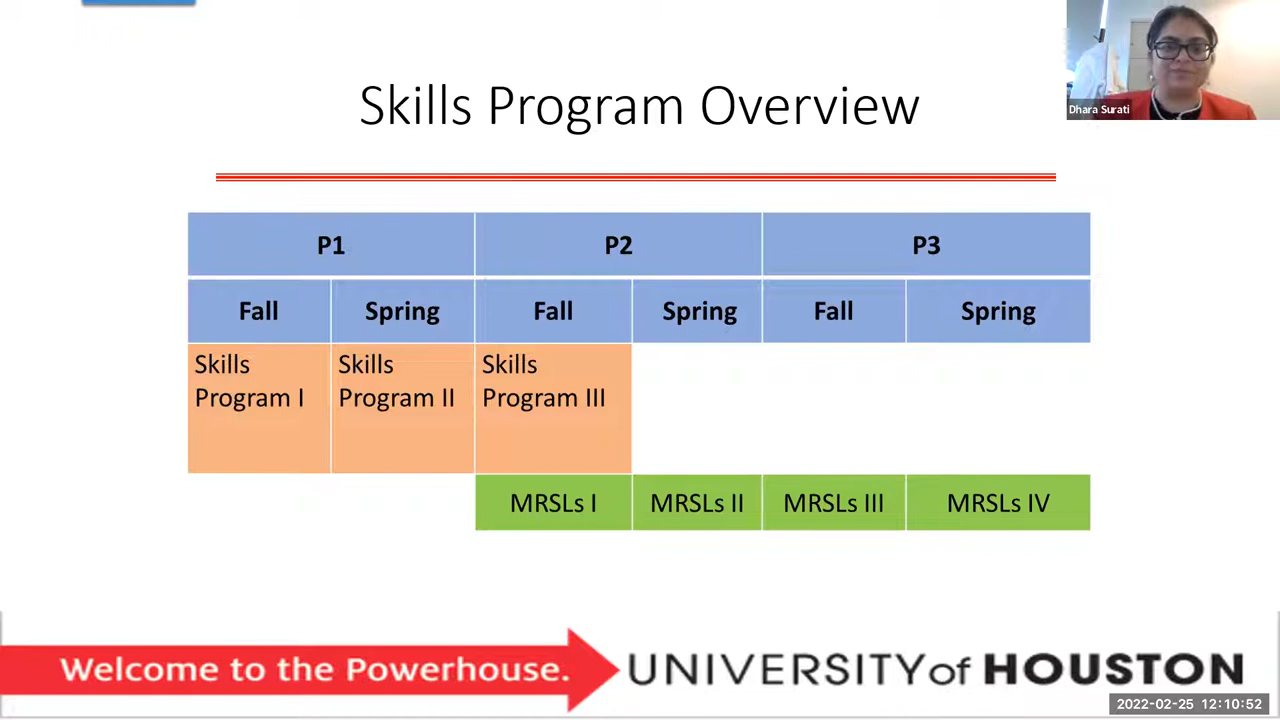 Skills Program Overview
Dhara Surati
P1 P2 P3
Fall Spring Fall Spring Fall Spring
Skills Program I
Skills Program II
Skills Program III
MRSLs I MRSLs II MRSLs III MRSLs IV
Welcome to the Powerhouse.
UNIVERSITY of HOUSTON
2022-02-25 12:10:52